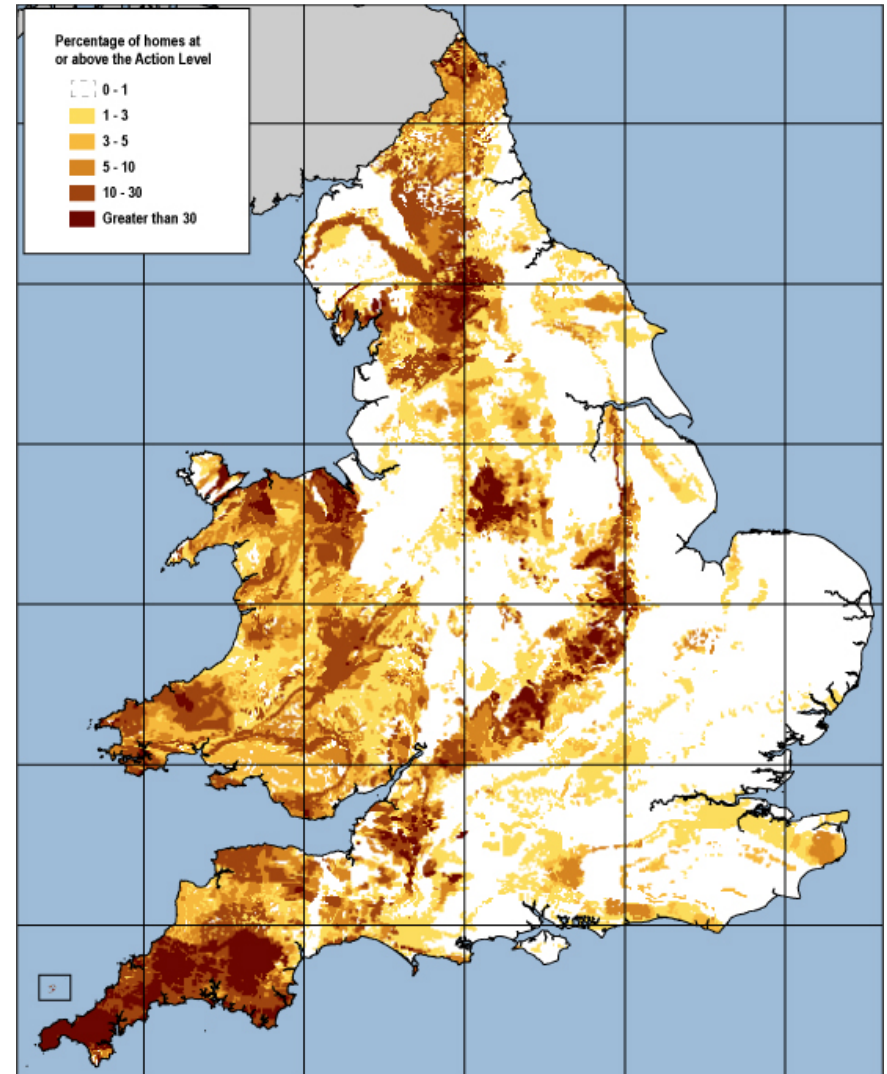 Percentage of homes at
or above the Action Level
0 - 1
1 - 3
3 - 5
5 - 10
10 - 30
Greater than 30